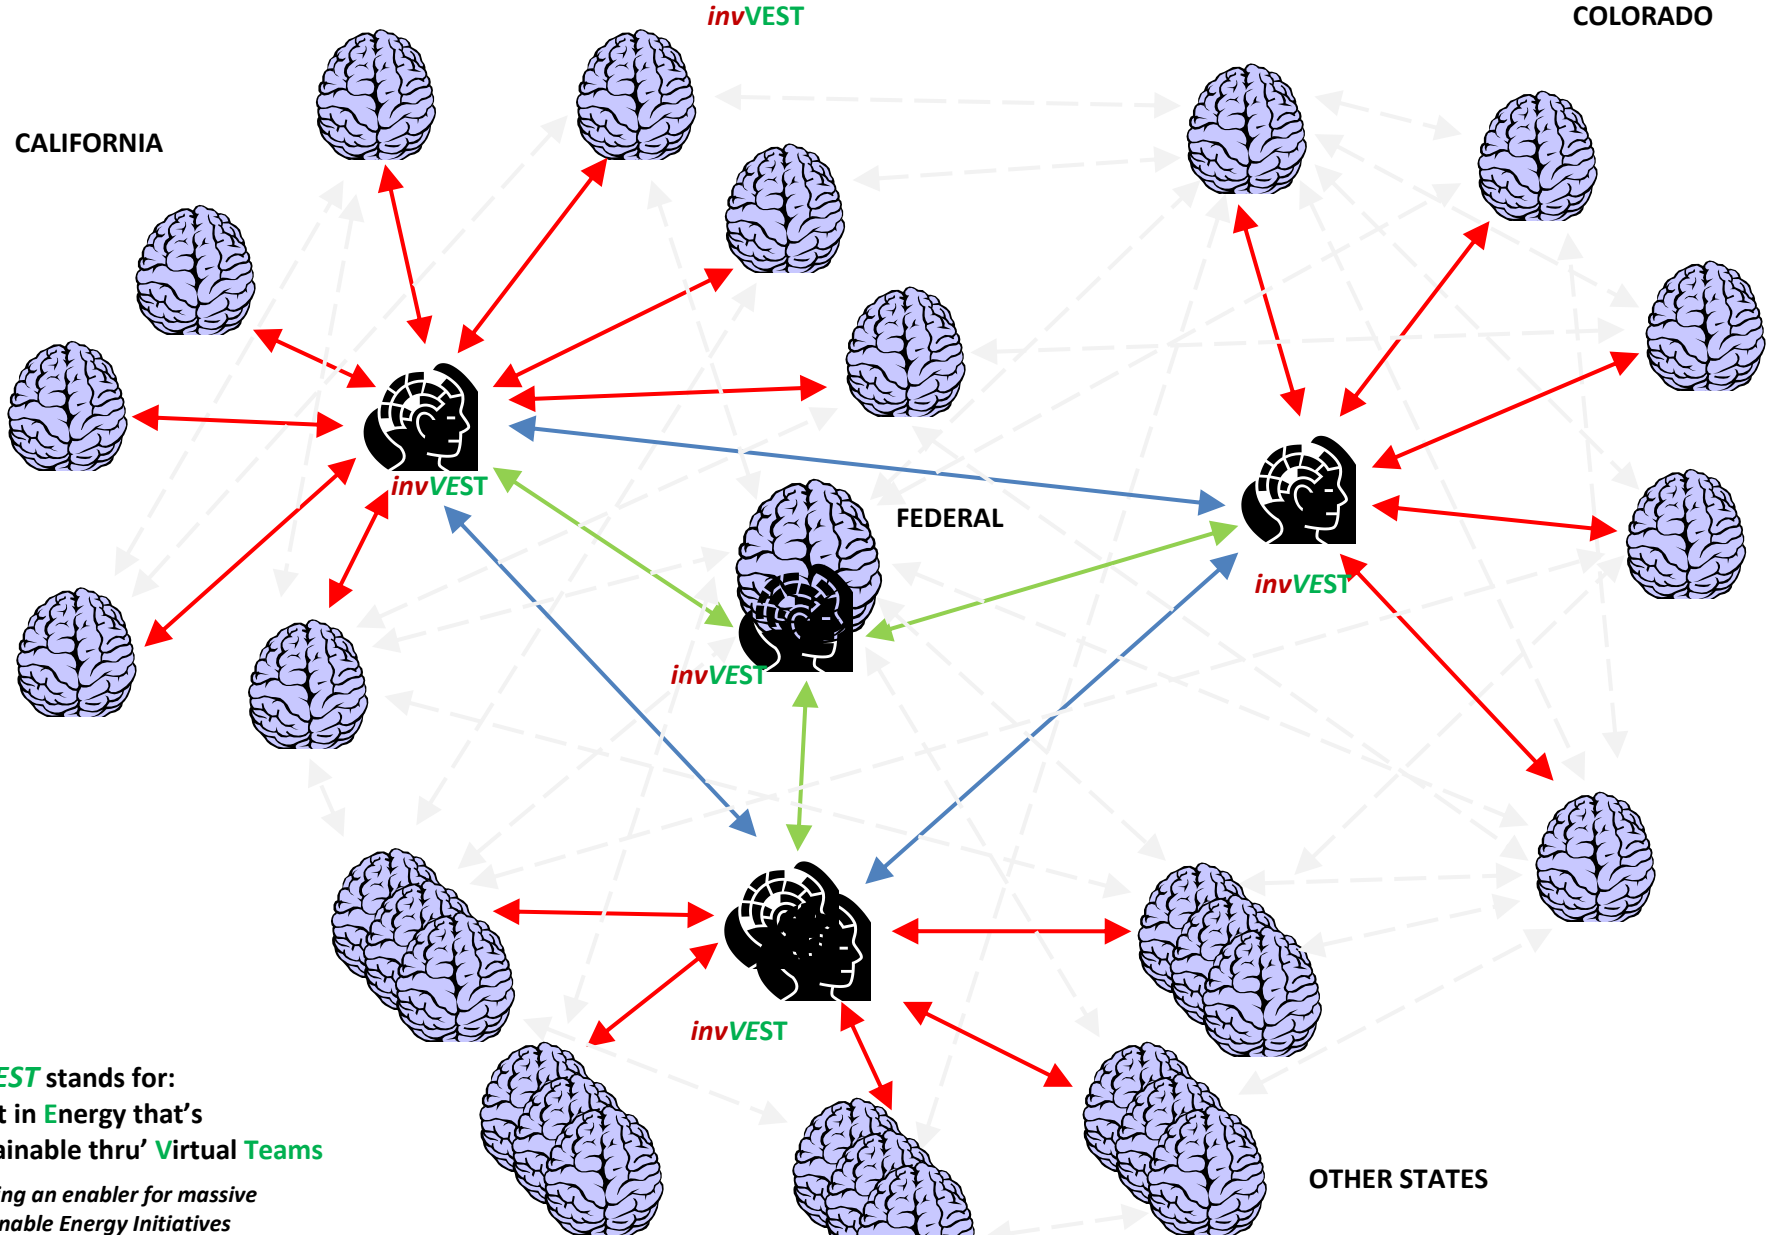 invVEST
COLORADO
CALIFORNIA
invVEST
FEDERAL
invVEST
invVEST
invVEST
EST stands for:
t in Energy that's
ainable thru' Virtual Teams
ing an enabler for massive
nable Energy Initiatives
OTHER STATES